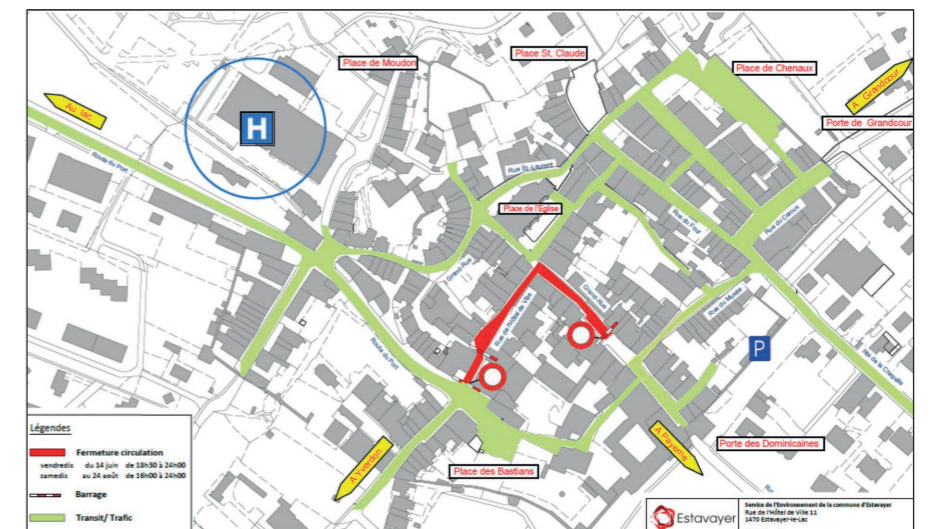 Place de Moudon
Place St. Claude
Place de Chenaux
A Grandcour
Porte de Grandcour
Au lac
H
Route du Port
Rue St-Laurent
Place de l'Eglise
Rue du Four
Rue du Camus
Grand-Rue
Grand-Rue
Rue de l'Hôtel de Ville
Rue du Musée
P
Route du Port
Rte de la Chapelle
A Yverdon
A Payerne
Porte des Dominicaines
Place des Bastians
Légendes
Fermeture circulation
vendredis du 14 juin de 18h30 à 24h00
samedis au 24 août de 16h00 à 24h00
Barrage
Transit/ Trafic
Estavayer
Service de l'Environnement de la commune d'Estavayer
Rue de l'Hôtel de Ville 11
1470 Estavayer-le-Lac